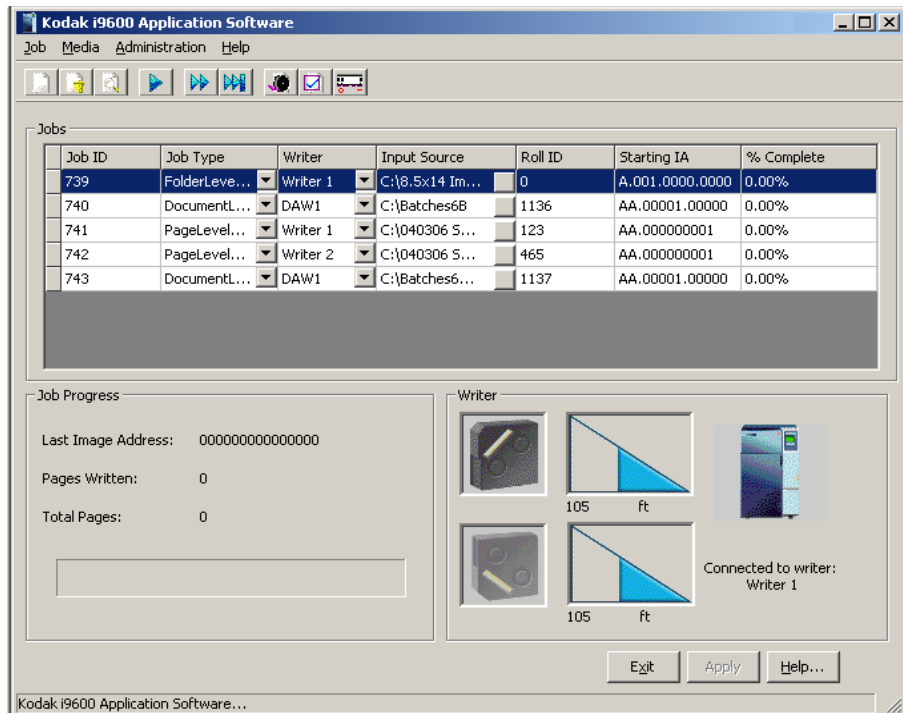 Kodak i9600 Application Software
Job Media Administration Help
Jobs
Job ID Job Type Writer Input Source Roll ID Starting IA % Complete
739 FolderLeve... Writer 1 C:\8.5x14 Im... 0 A.001.0000.0000 0.00%
740 DocumentL... DAW1 C:\Batches6B 1136 AA.00001.00000 0.00%
741 PageLevel... Writer 1 C:\040306 S... 123 AA.000000001 0.00%
742 PageLevel... Writer 2 C:\040306 S... 465 AA.000000001 0.00%
743 DocumentL... DAW1 C:\Batches6... 1137 AA.00001.00000 0.00%
Job Progress
Last Image Address: 000000000000000
Pages Written: 0
Total Pages: 0
Writer
105 ft
105 ft
Connected to writer:
Writer 1
Exit Apply Help...
Kodak i9600 Application Software...